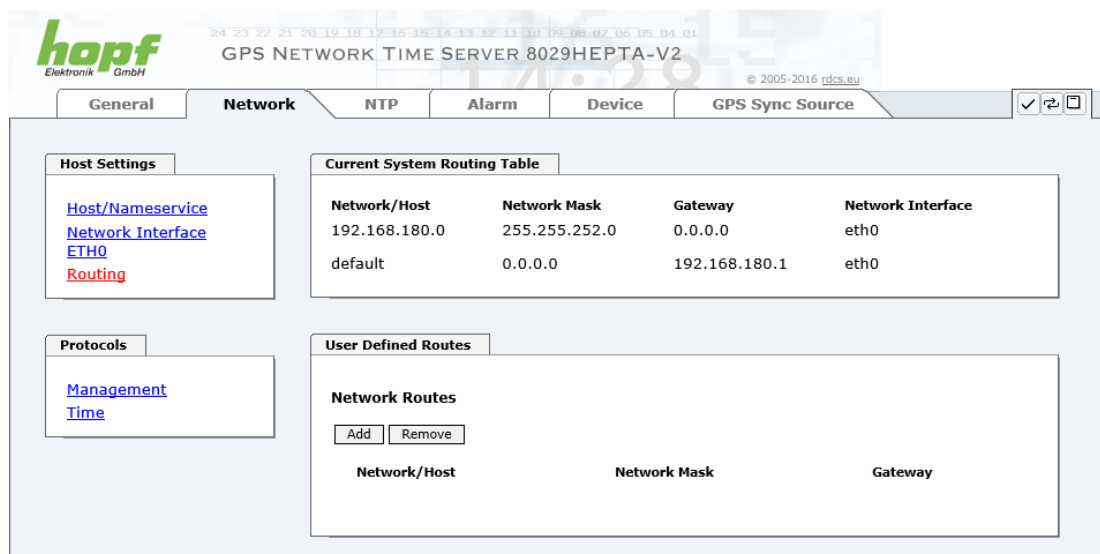 hopf
Elektronik GmbH
24 23 22 21 20 19 18 17 16 15 14 13 12 11 10 09 08 07 06 05 04 01
GPS NETWORK TIME SERVER 8029HEPTA-V2
14:28
© 2005-2016 rdcs.eu
General Network NTP Alarm Device GPS Sync Source
Host Settings
Host/Nameservice
Network Interface
ETH0
Routing
Protocols
Management
Time
Current System Routing Table
Network/Host Network Mask Gateway Network Interface
192.168.180.0 255.255.252.0 0.0.0.0 eth0
default 0.0.0.0 192.168.180.1 eth0
User Defined Routes
Network Routes
Add Remove
Network/Host Network Mask Gateway